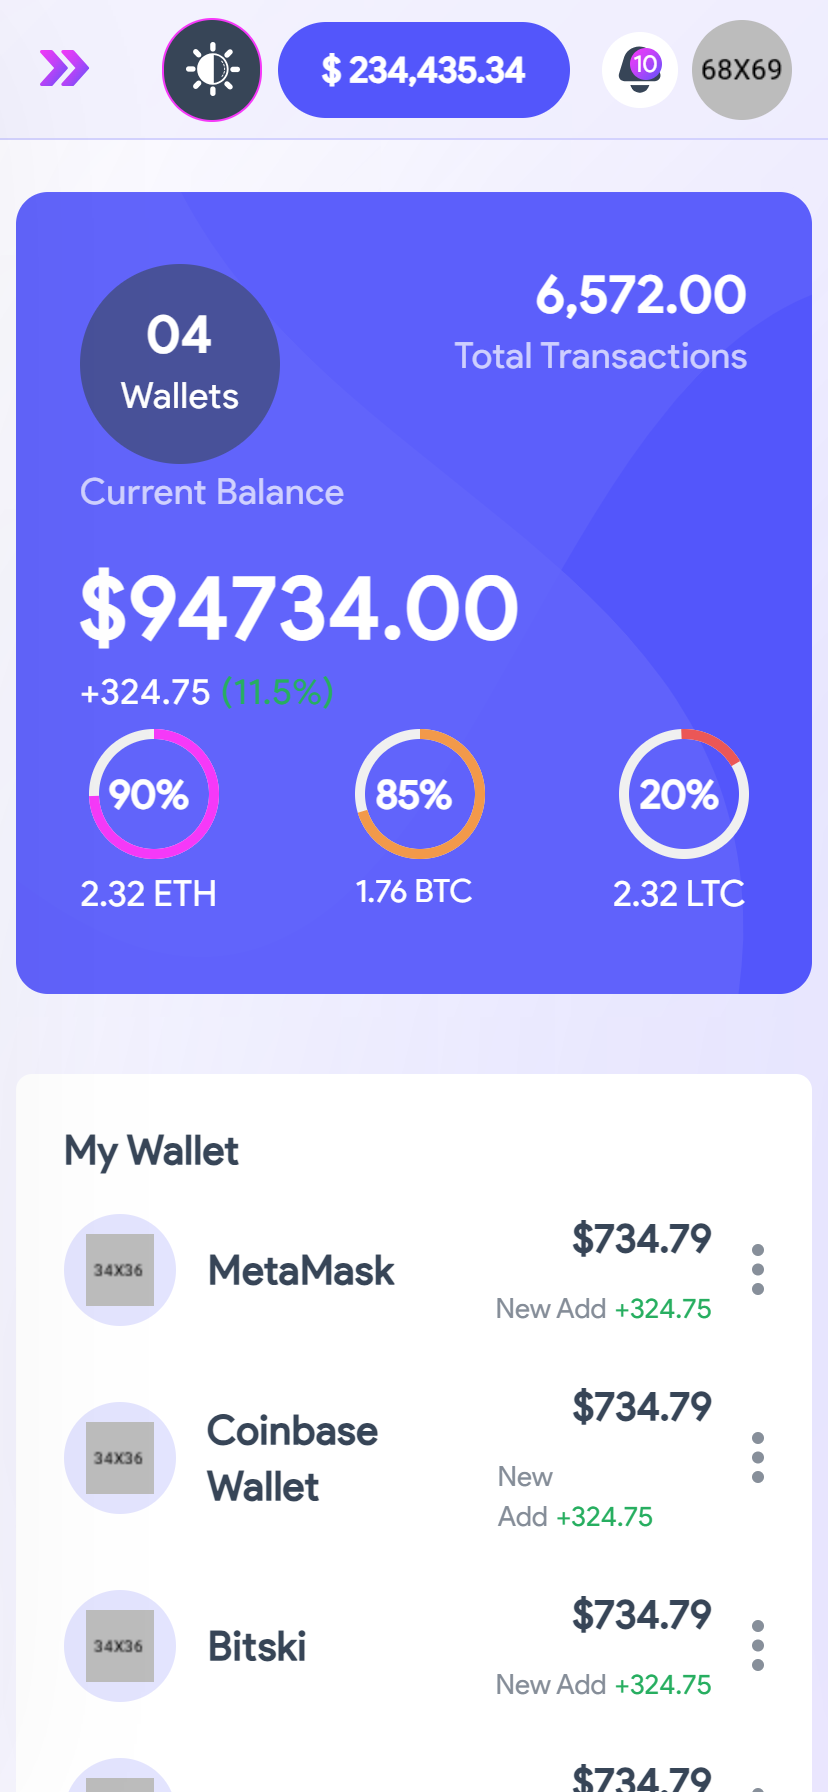 $ 234,435.34
10
68X69
04
Wallets
6,572.00
Total Transactions
Current Balance
$94734.00
+324.75 (11.5%)
90%
85%
20%
2.32 ETH
1.76 BTC
2.32 LTC
My Wallet
34X36
MetaMask
$734.79
New Add +324.75
34X36
Coinbase
Wallet
$734.79
New
Add +324.75
34X36
Bitski
$734.79
New Add +324.75
$734.79